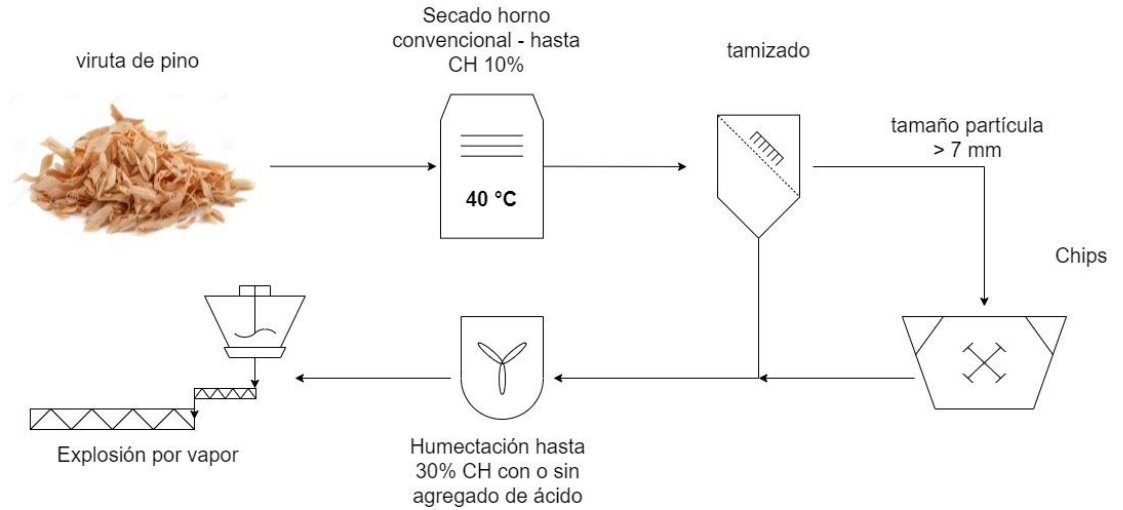 viruta de pino
Secado horno
convencional - hasta
CH 10%
40 °C
tamizado
tamaño partícula
> 7 mm
Chips
Humectación hasta
30% CH con o sin
agregado de ácido
Explosión por vapor